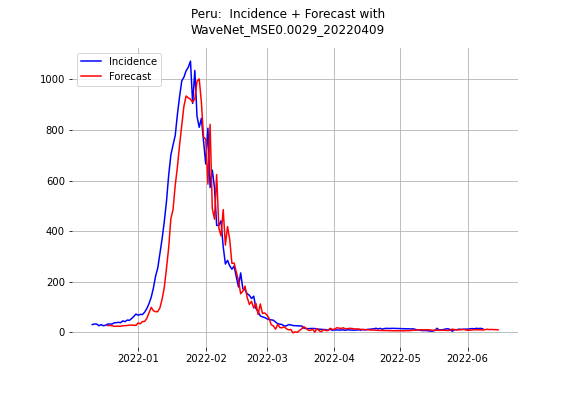 Peru:  Incidence + Forecast with
WaveNet_MSE0.0029_20220409
Incidence
Forecast
1000
800
600
400
200
0
2022-01 2022-02 2022-03 2022-04 2022-05 2022-06